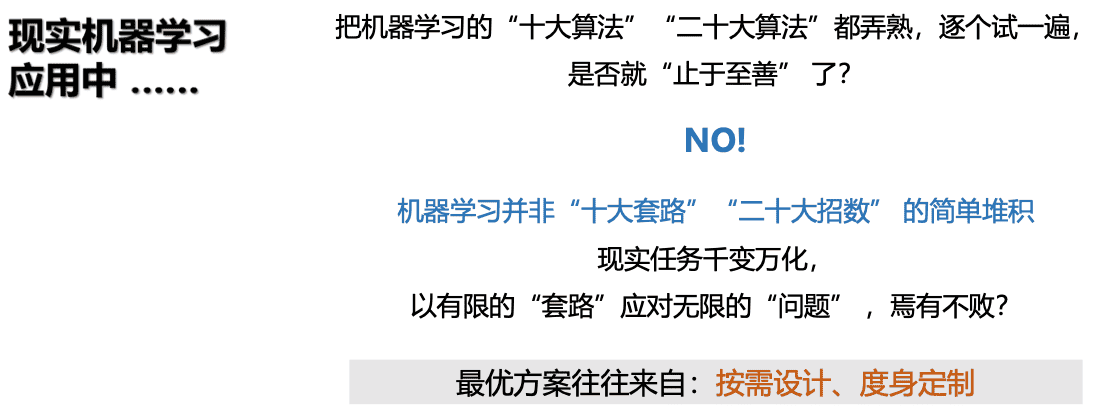 现实机器学习
应用中 ……
把机器学习的“十大算法”“二十大算法”都弄熟，逐个试一遍，
是否就“止于至善” 了？
NO!
机器学习并非“十大套路”“二十大招数” 的简单堆积
现实任务千变万化，
以有限的“套路”应对无限的“问题” ，焉有不败？
最优方案往往来自：按需设计、度身定制